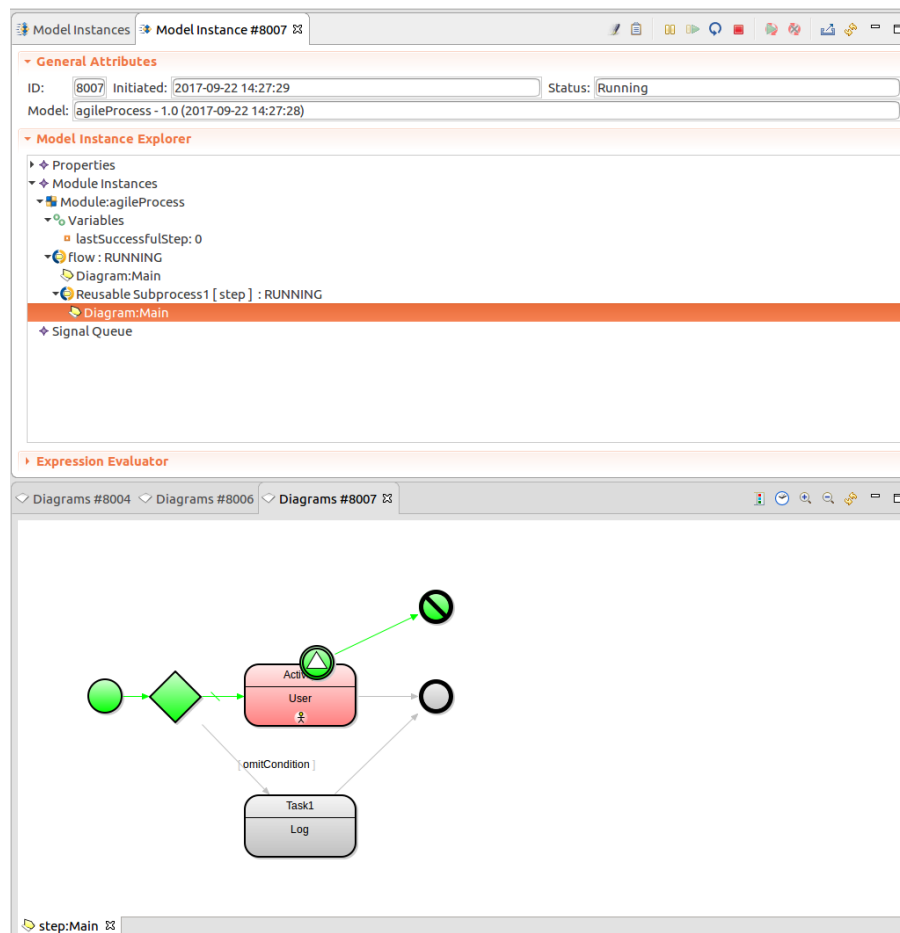 Model Instances Model Instance #8007
General Attributes
ID: 8007 Initiated: 2017-09-22 14:27:29 Status: Running
Model: agileProcess - 1.0 (2017-09-22 14:27:28)
Model Instance Explorer
Properties
Module Instances
Module:agileProcess
Variables
lastSuccessfulStep: 0
flow : RUNNING
Diagram:Main
Reusable Subprocess1 [ step ] : RUNNING
Diagram:Main
Signal Queue
Expression Evaluator
Diagrams #8004 Diagrams #8006 Diagrams #8007
User
[ omitCondition ]
Task1
Log
step:Main